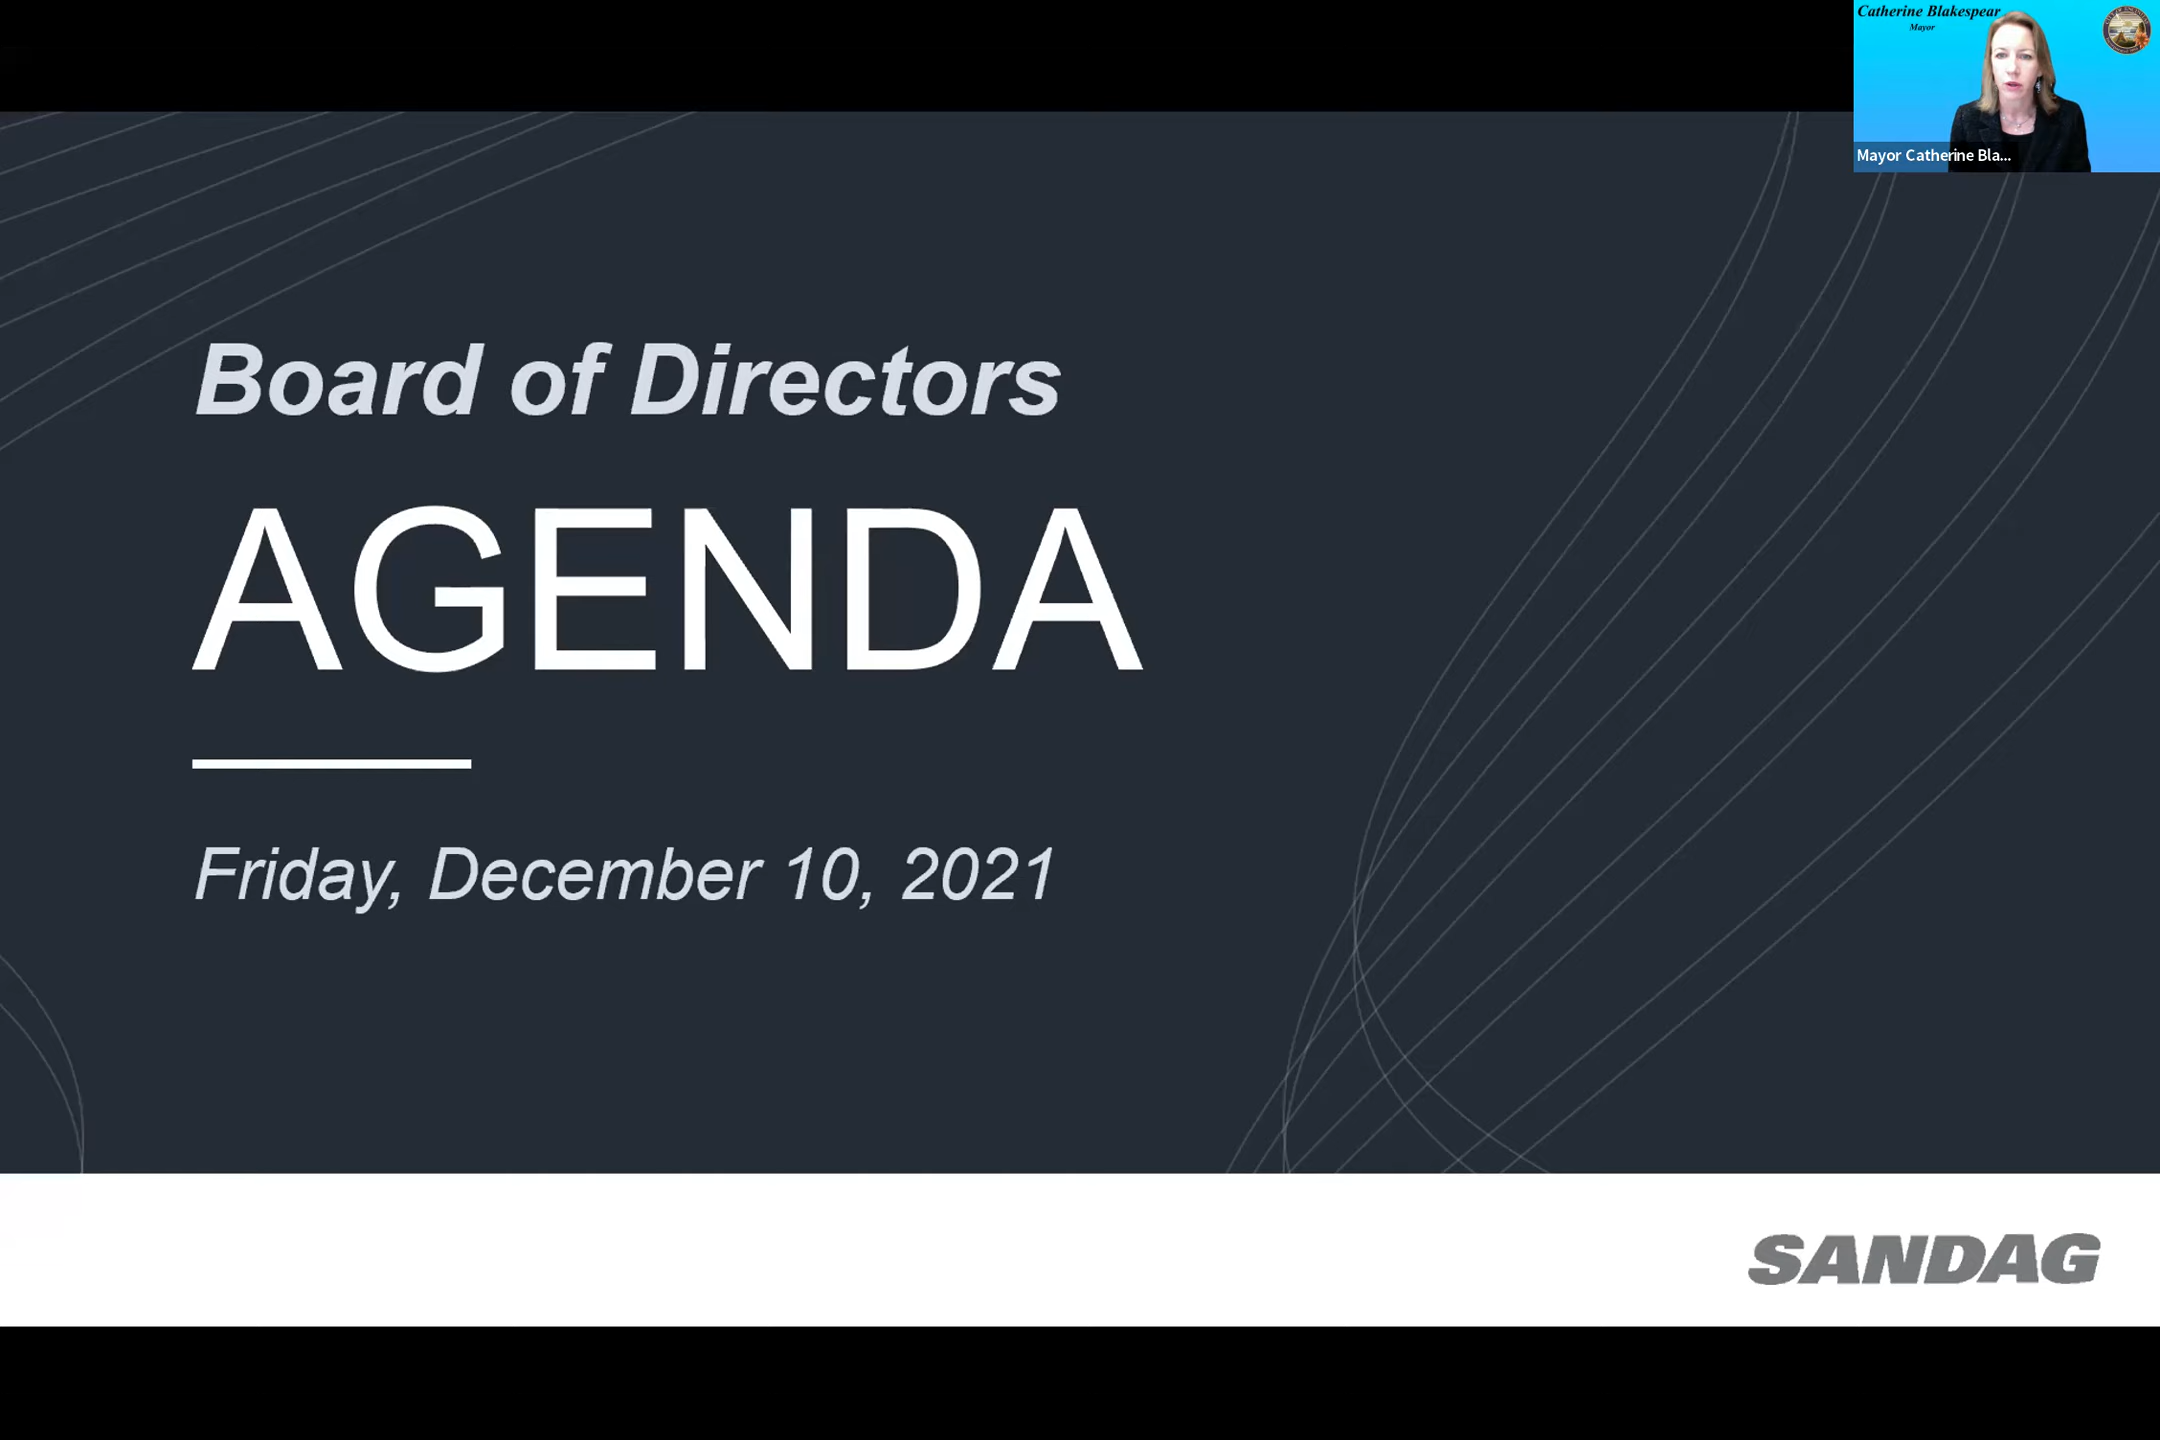 Catherine Blakespear
Mayor
Mayor Catherine Bla...
Board of Directors
AGENDA
Friday, December 10, 2021
SANDAG